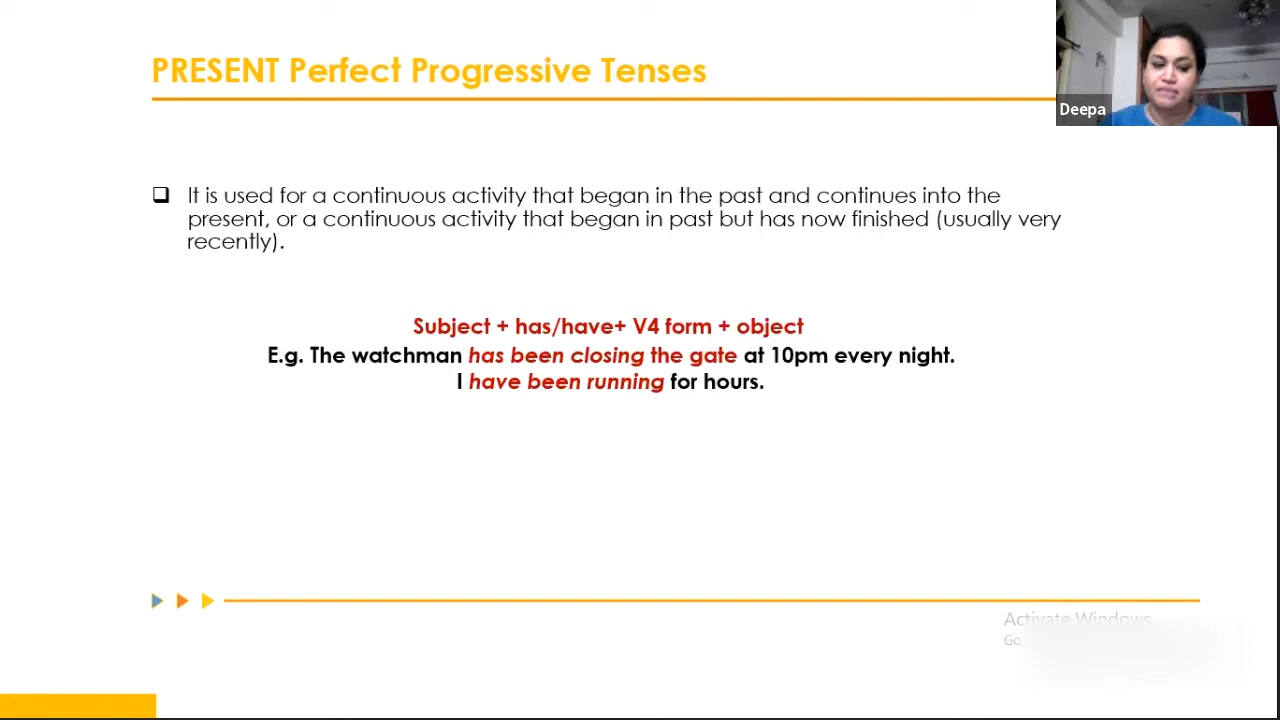 PRESENT Perfect Progressive Tenses
Deepa
It is used for a continuous activity that began in the past and continues into the
present, or a continuous activity that began in past but has now finished (usually very
recently).
Subject + has/have+ V4 form + object
E.g. The watchman has been closing the gate at 10pm every night.
I have been running for hours.
Activate Windows
Go